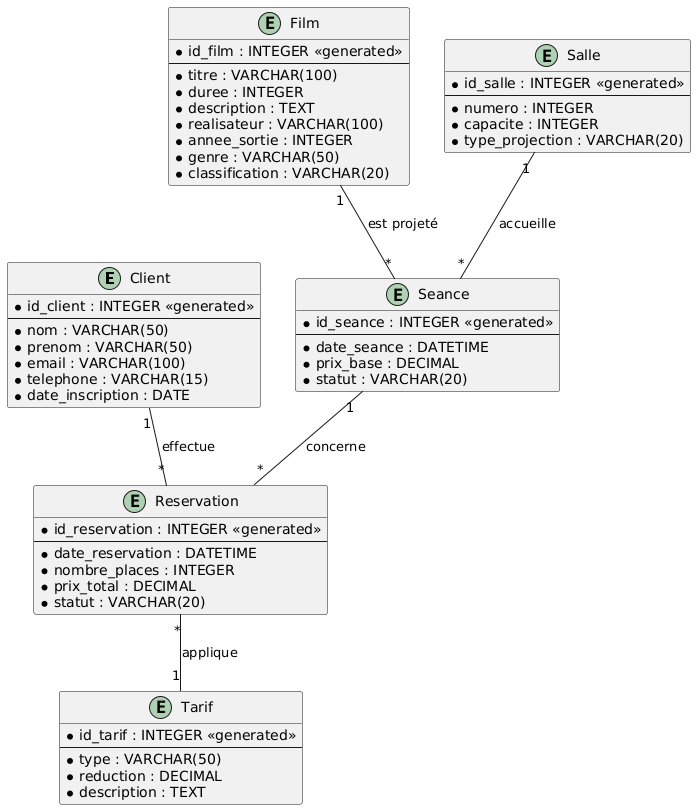 E Film
* id_film : INTEGER «generated»
* titre : VARCHAR(100)
* duree : INTEGER
* description : TEXT
* realisateur : VARCHAR(100)
* annee_sortie : INTEGER
* genre : VARCHAR(50)
* classification : VARCHAR(20)
E Salle
* id_salle : INTEGER «generated»
* numero : INTEGER
* capacite : INTEGER
* type_projection : VARCHAR(20)
1
est projeté
*
1
accueille
*
E Client
* id_client : INTEGER «generated»
* nom : VARCHAR(50)
* prenom : VARCHAR(50)
* email : VARCHAR(100)
* telephone : VARCHAR(15)
* date_inscription : DATE
E Seance
* id_seance : INTEGER «generated»
* date_seance : DATETIME
* prix_base : DECIMAL
* statut : VARCHAR(20)
1
effectue
*
1
concerne
*
E Reservation
* id_reservation : INTEGER «generated»
* date_reservation : DATETIME
* nombre_places : INTEGER
* prix_total : DECIMAL
* statut : VARCHAR(20)
*
applique
1
E Tarif
* id_tarif : INTEGER «generated»
* type : VARCHAR(50)
* reduction : DECIMAL
* description : TEXT